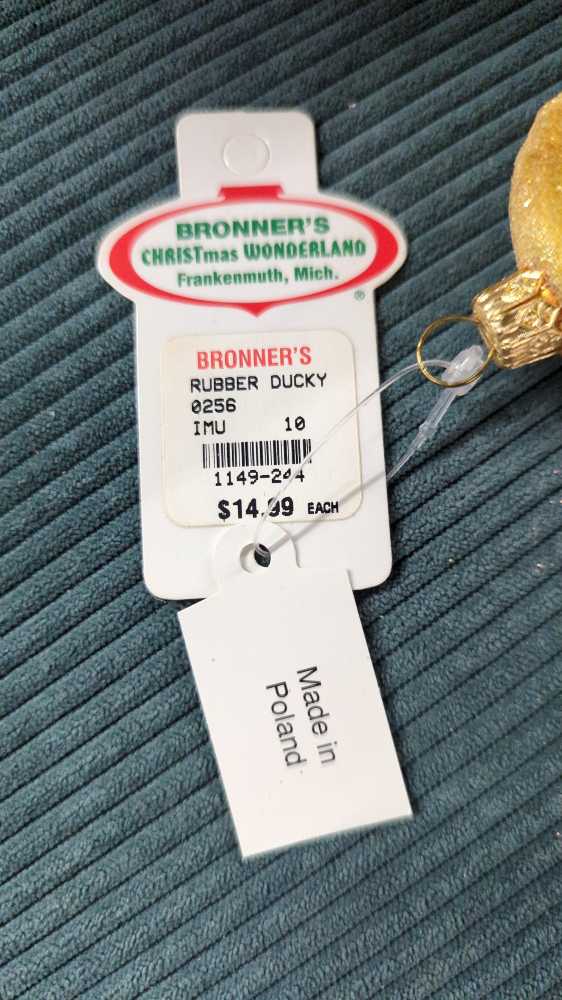 BRONNER'S
CHRISTmas WONDERLAND
Frankenmuth, Mich.
®
BRONNER'S
RUBBER DUCKY
0256
IMU 10
1149-244
$14.99 EACH
Made in
Poland